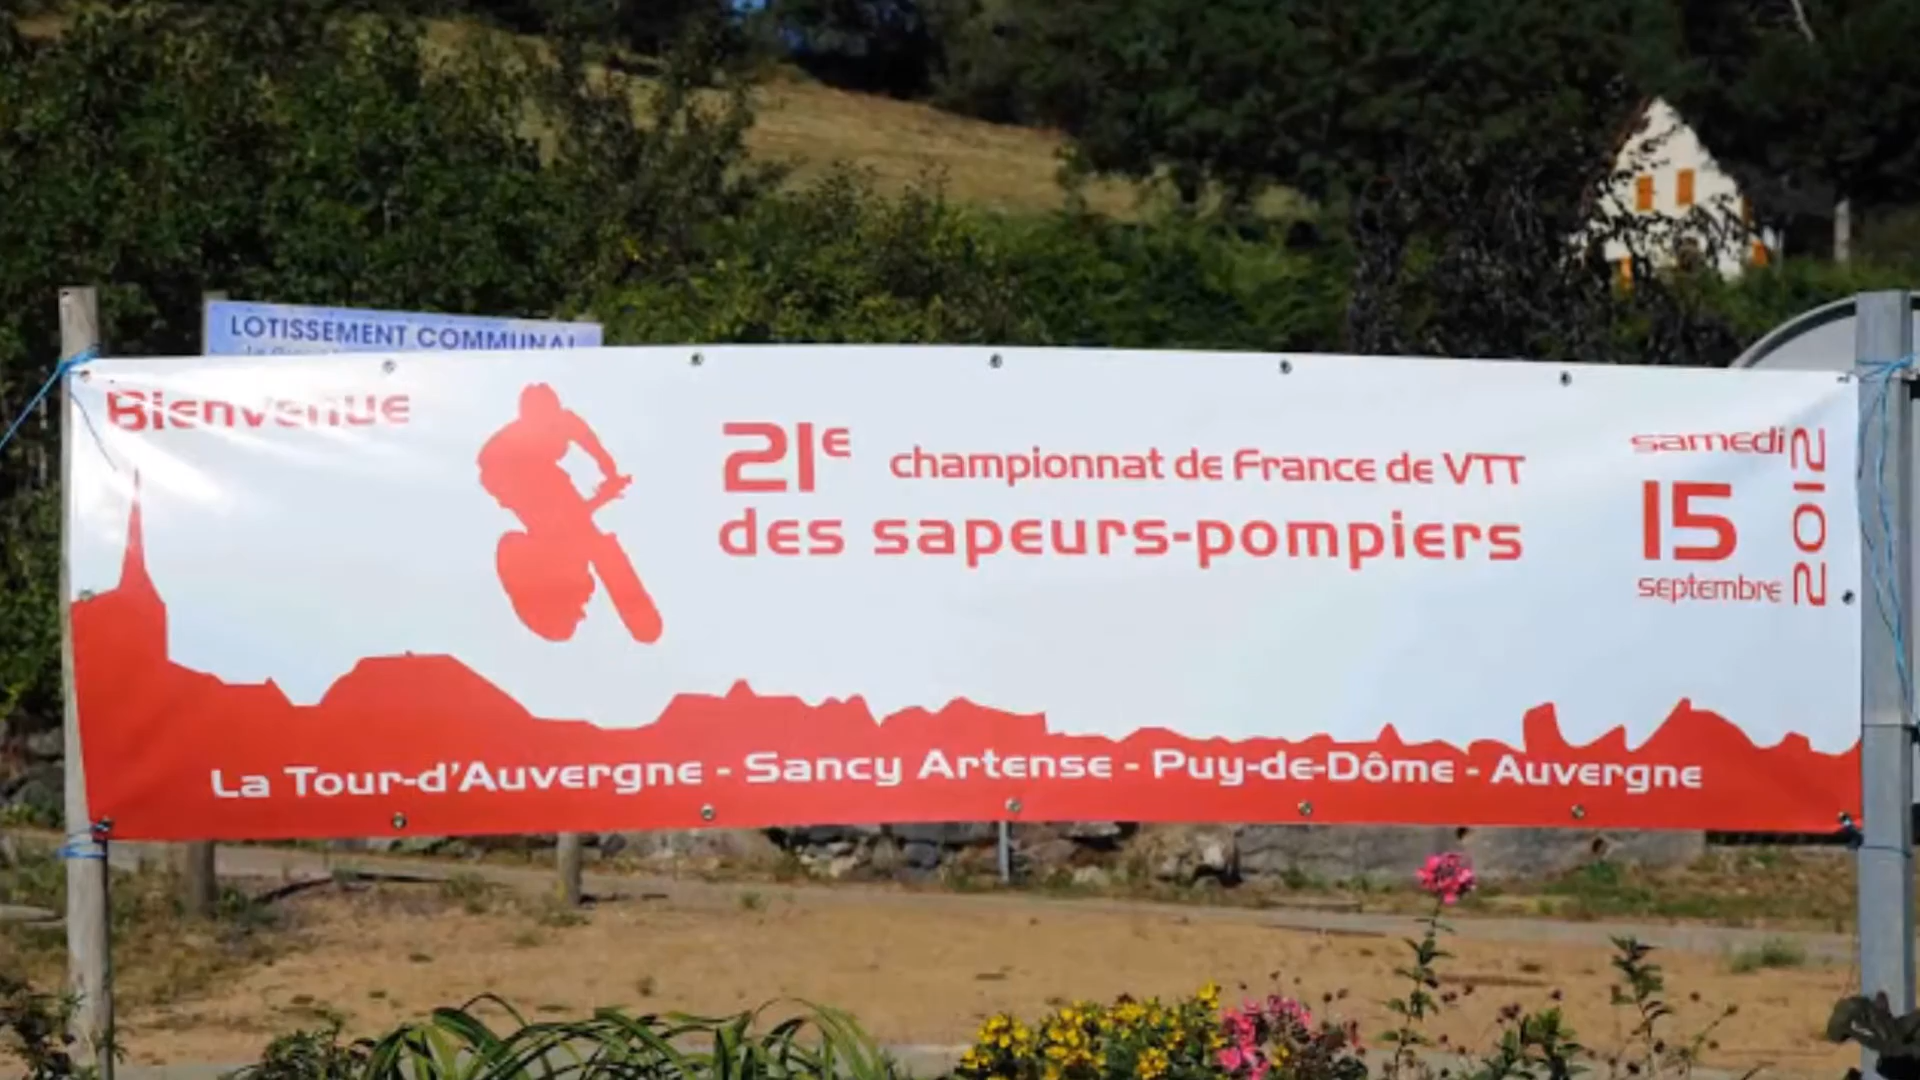 LOTISSEMENT COMMUNAL
Bienvenue
21e championnat de France de VTT
des sapeurs-pompiers
samedi
15
septembre
2012
La Tour-d'Auvergne - Sancy Artense - Puy-de-Dôme - Auvergne